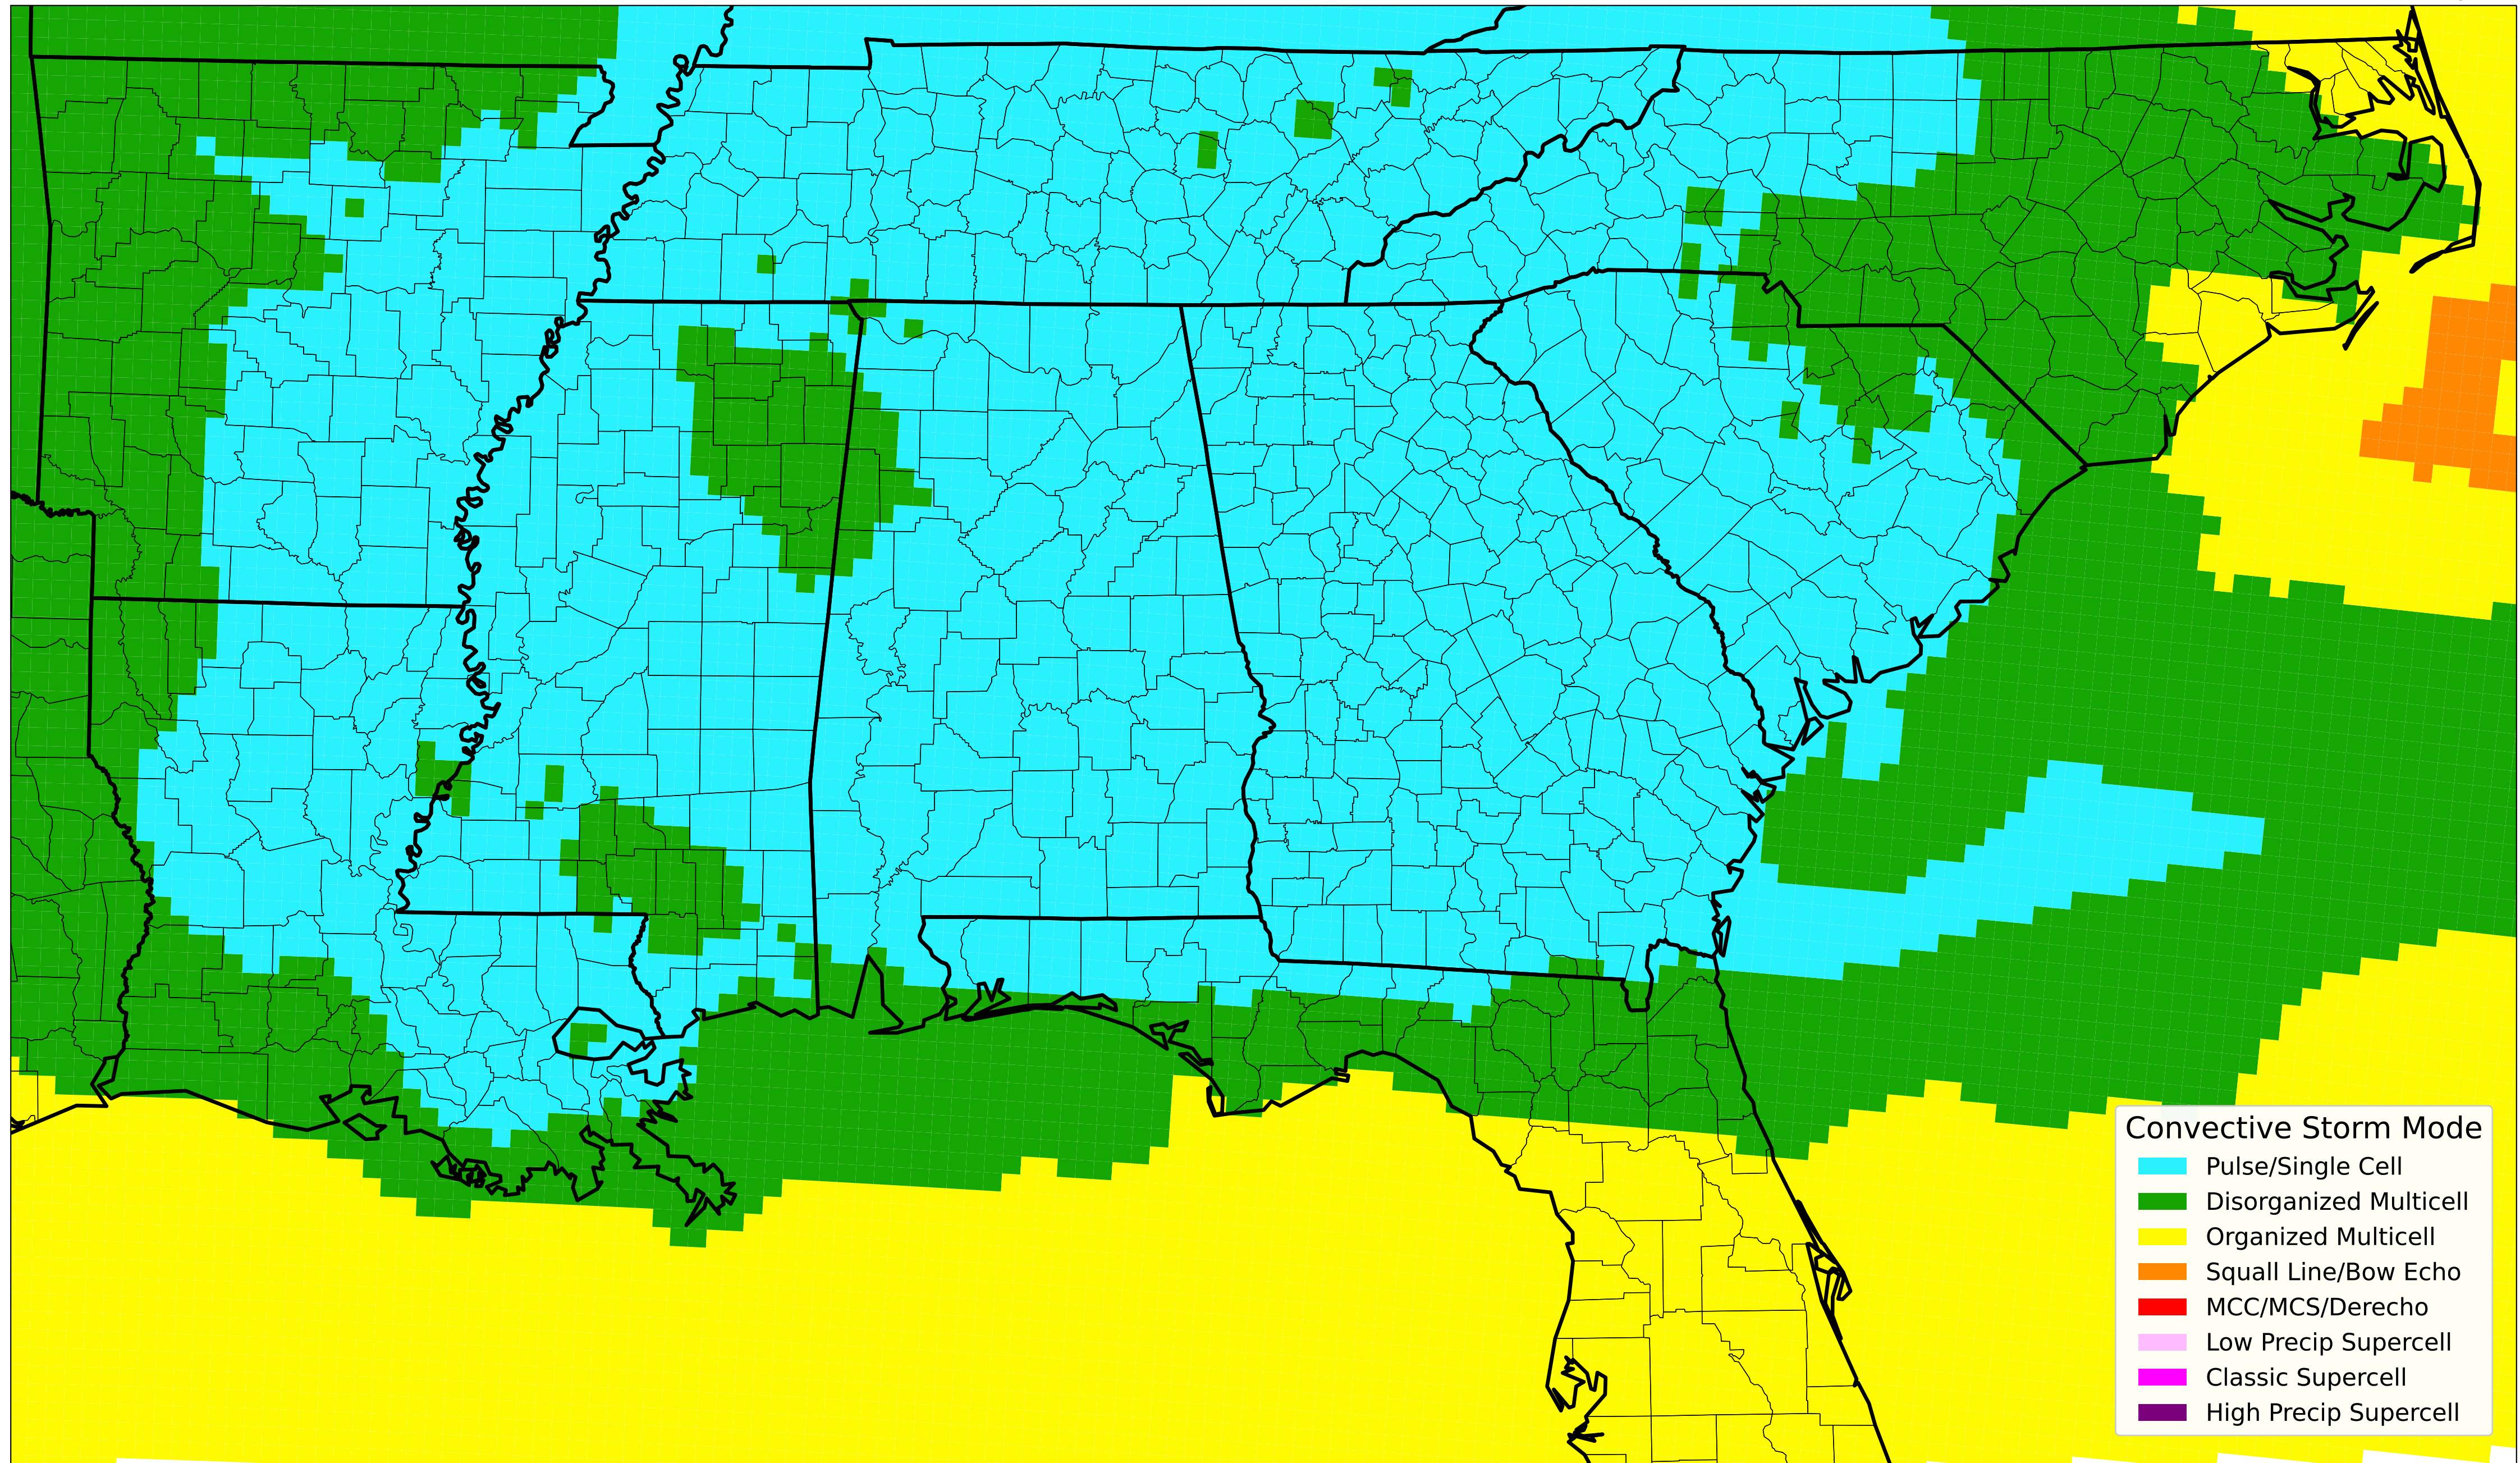 Convective Storm Mode
Pulse/Single Cell
Disorganized Multicell
Organized Multicell
Squall Line/Bow Echo
MCC/MCS/Derecho
Low Precip Supercell
Classic Supercell
High Precip Supercell